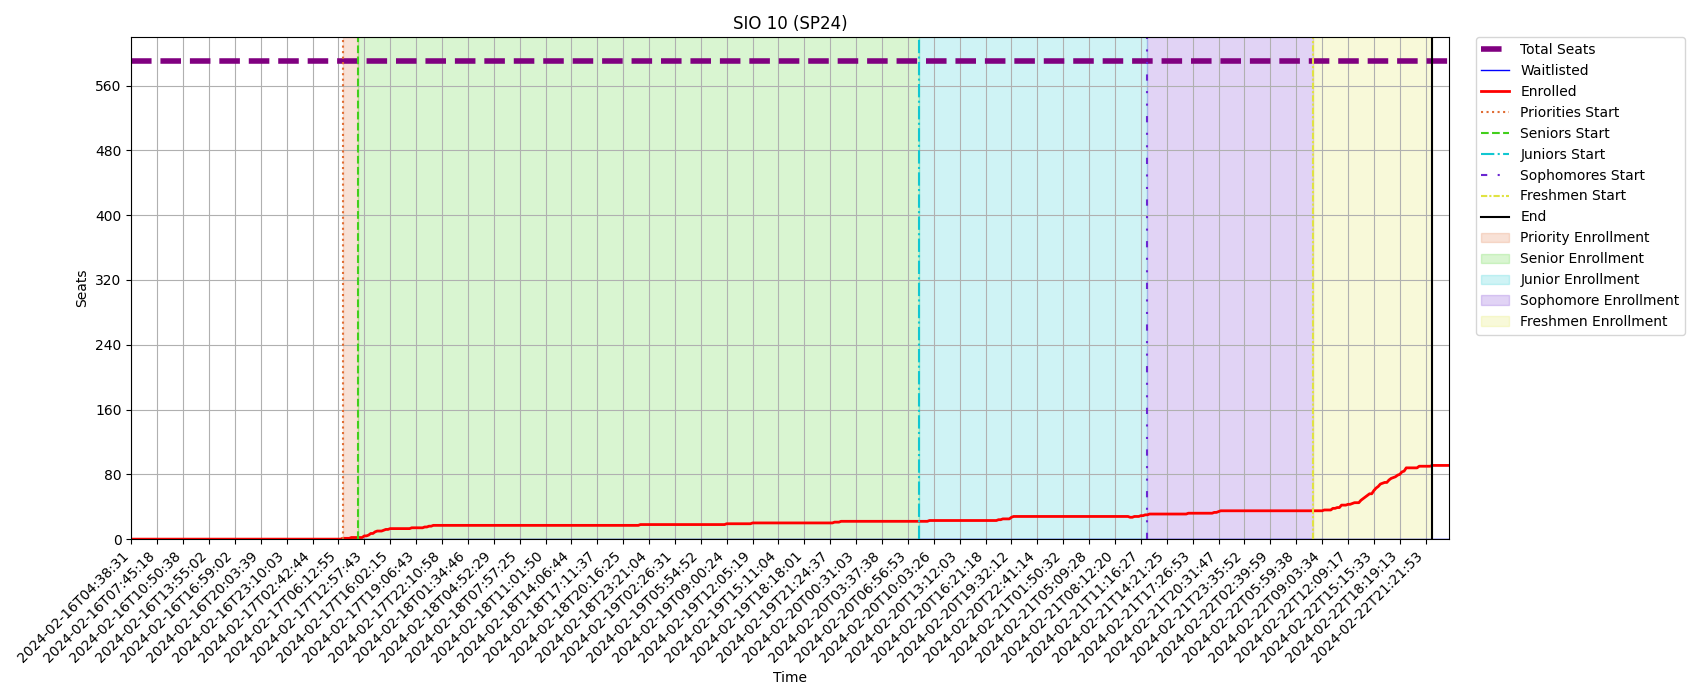 SIO 10 (SP24)
Seats
560
480
400
320
240
160
80
0
2024-02-16T04:38:31
2024-02-16T07:45:18
2024-02-16T10:50:38
2024-02-16T13:55:02
2024-02-16T16:59:02
2024-02-16T20:03:39
2024-02-16T23:10:03
2024-02-17T02:42:44
2024-02-17T06:12:55
2024-02-17T12:57:43
2024-02-17T16:02:15
2024-02-17T19:06:43
2024-02-17T22:10:58
2024-02-18T01:34:46
2024-02-18T04:52:29
2024-02-18T07:57:25
2024-02-18T11:01:50
2024-02-18T14:06:44
2024-02-18T17:11:37
2024-02-18T20:16:25
2024-02-18T23:21:04
2024-02-19T02:26:31
2024-02-19T05:54:52
2024-02-19T09:00:24
2024-02-19T12:05:19
2024-02-19T15:11:04
2024-02-19T18:18:01
2024-02-19T21:24:37
2024-02-20T00:31:03
2024-02-20T03:37:38
2024-02-20T06:56:53
2024-02-20T10:03:26
2024-02-20T13:12:03
2024-02-20T16:21:18
2024-02-20T19:32:12
2024-02-20T22:41:14
2024-02-21T01:50:32
2024-02-21T05:09:28
2024-02-21T08:12:20
2024-02-21T11:16:27
2024-02-21T14:21:25
2024-02-21T17:26:53
2024-02-21T20:31:47
2024-02-21T23:35:52
2024-02-22T02:39:59
2024-02-22T05:59:38
2024-02-22T09:03:34
2024-02-22T12:09:17
2024-02-22T15:15:33
2024-02-22T18:19:13
2024-02-22T21:21:53
Time
Total Seats
Waitlisted
Enrolled
Priorities Start
Seniors Start
Juniors Start
Sophomores Start
Freshmen Start
End
Priority Enrollment
Senior Enrollment
Junior Enrollment
Sophomore Enrollment
Freshmen Enrollment